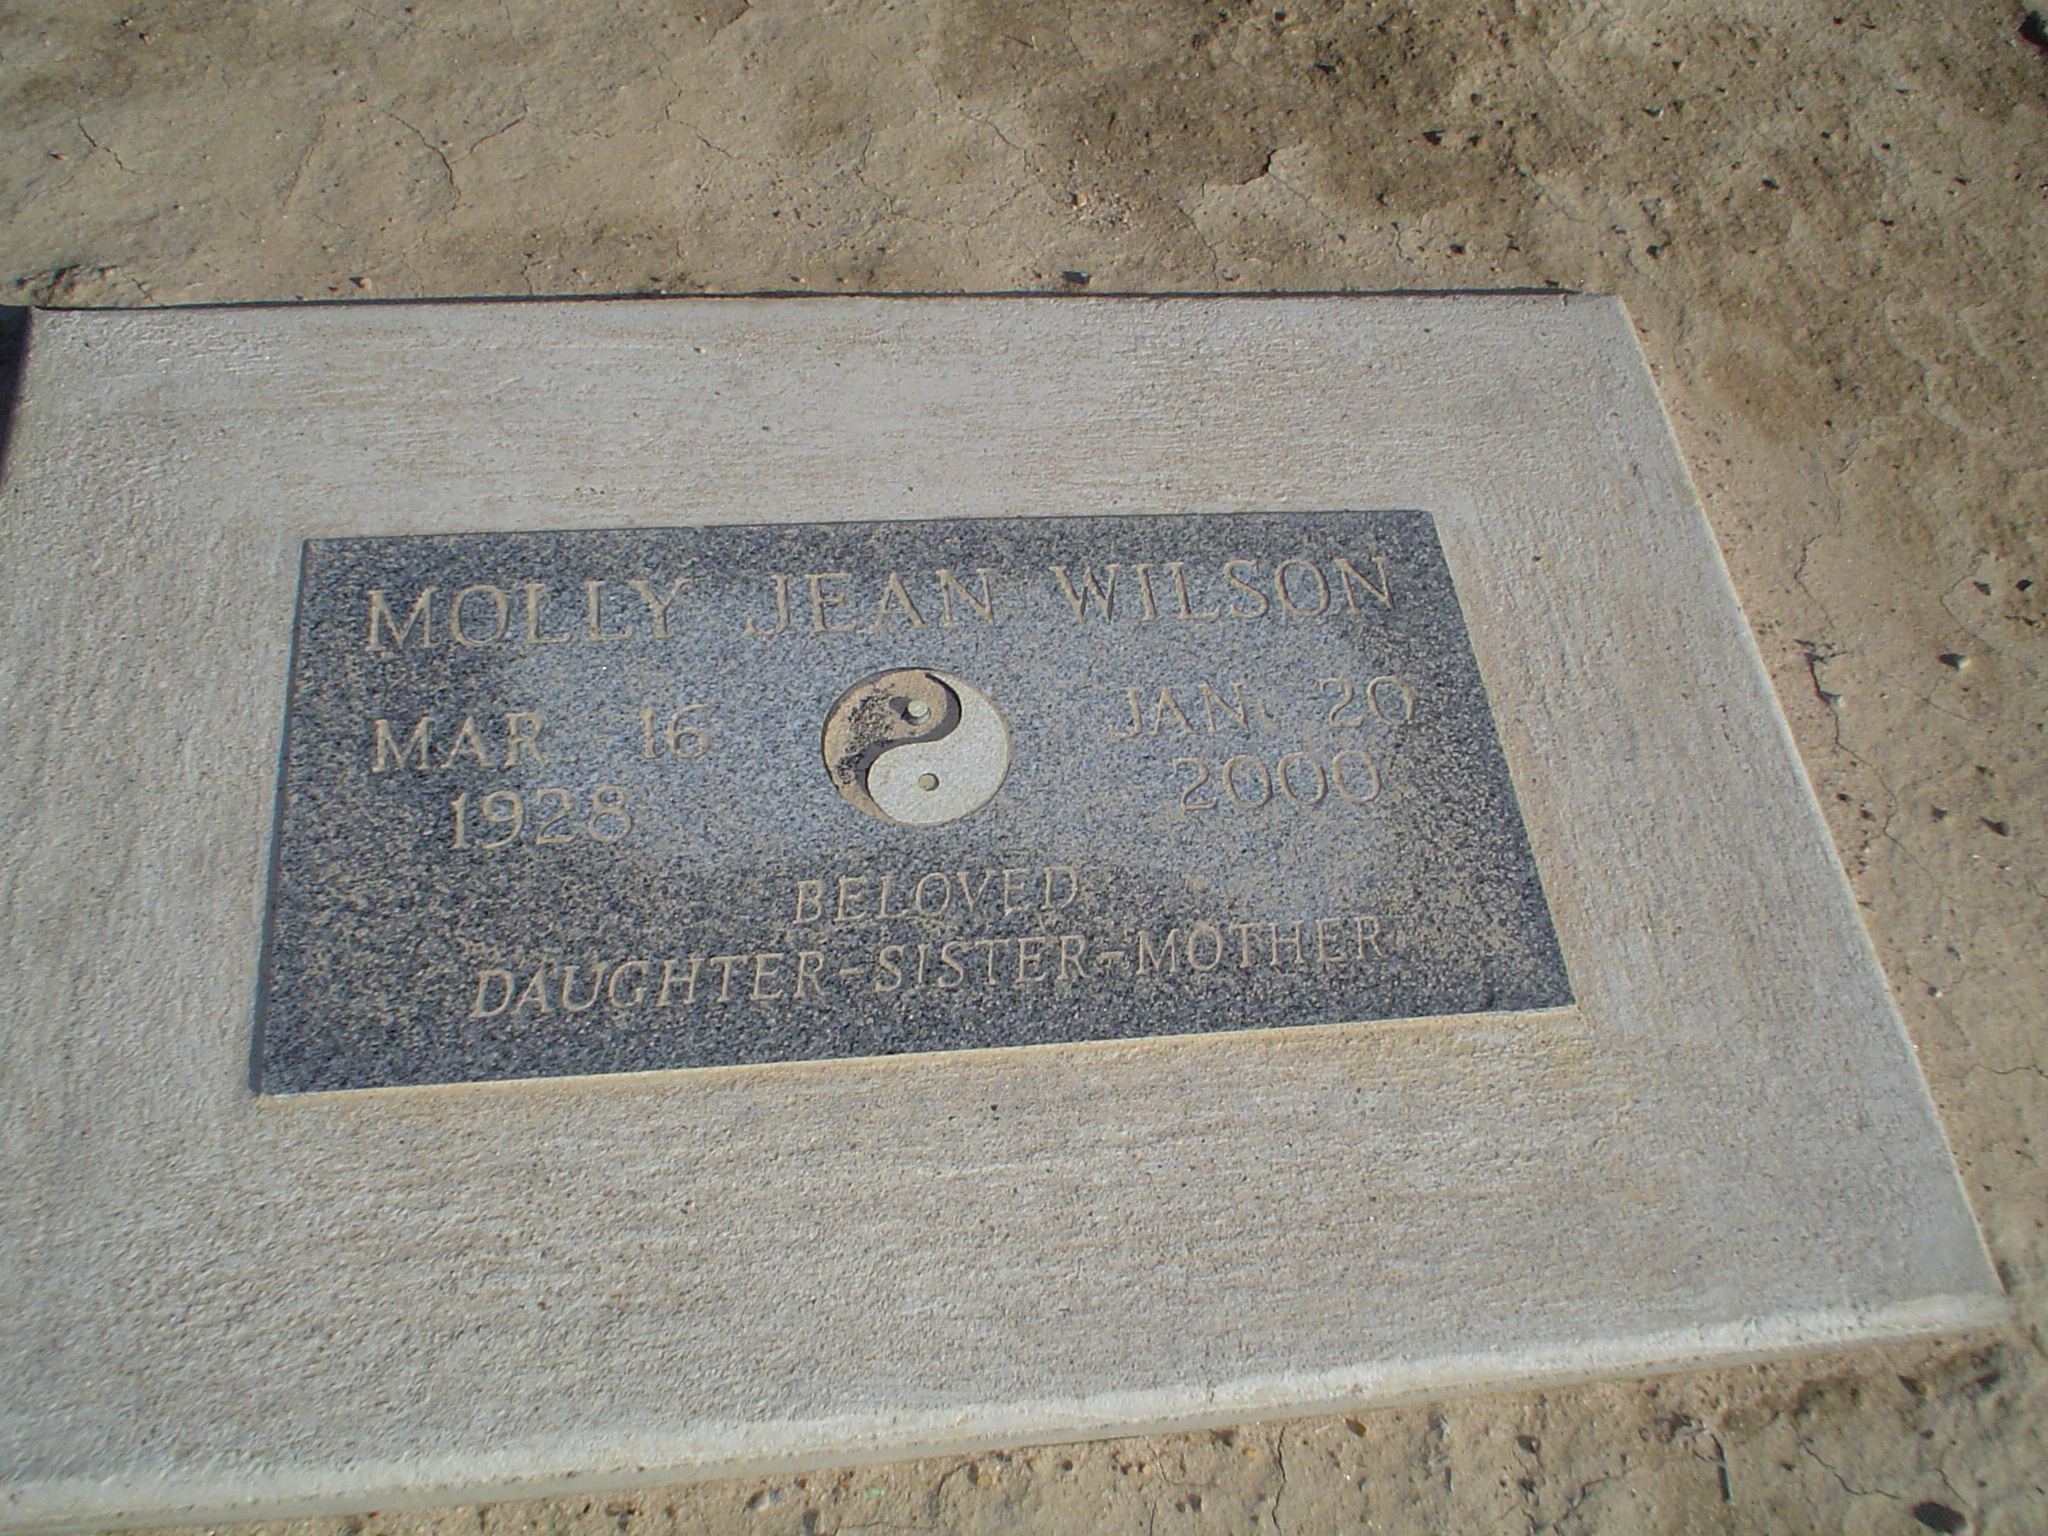 MOLLY JEAN WILSON
MAR. 16 JAN. 20
1928 2000
BELOVED
DAUGHTER-SISTER-MOTHER